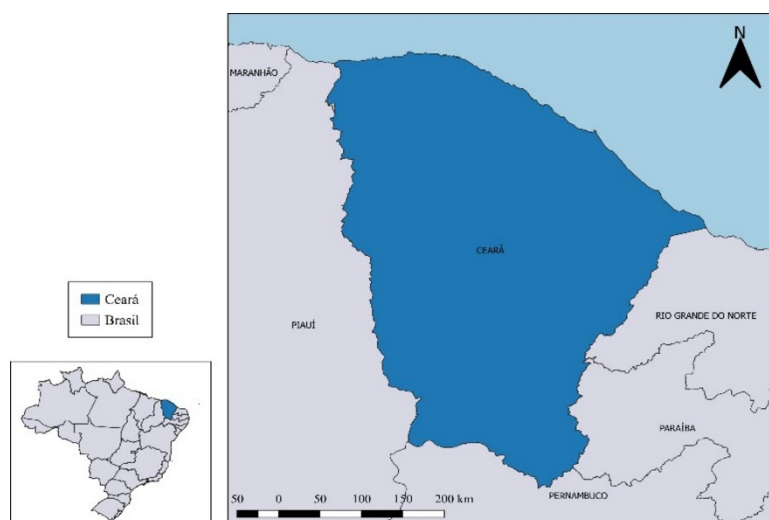 N
MARANHÃO
CEARÁ
Ceará
Brasil
PIAUÍ
RIO GRANDE DO NORTE
PARAÍBA
PERNAMBUCO
50 0 50 100 150 200 km